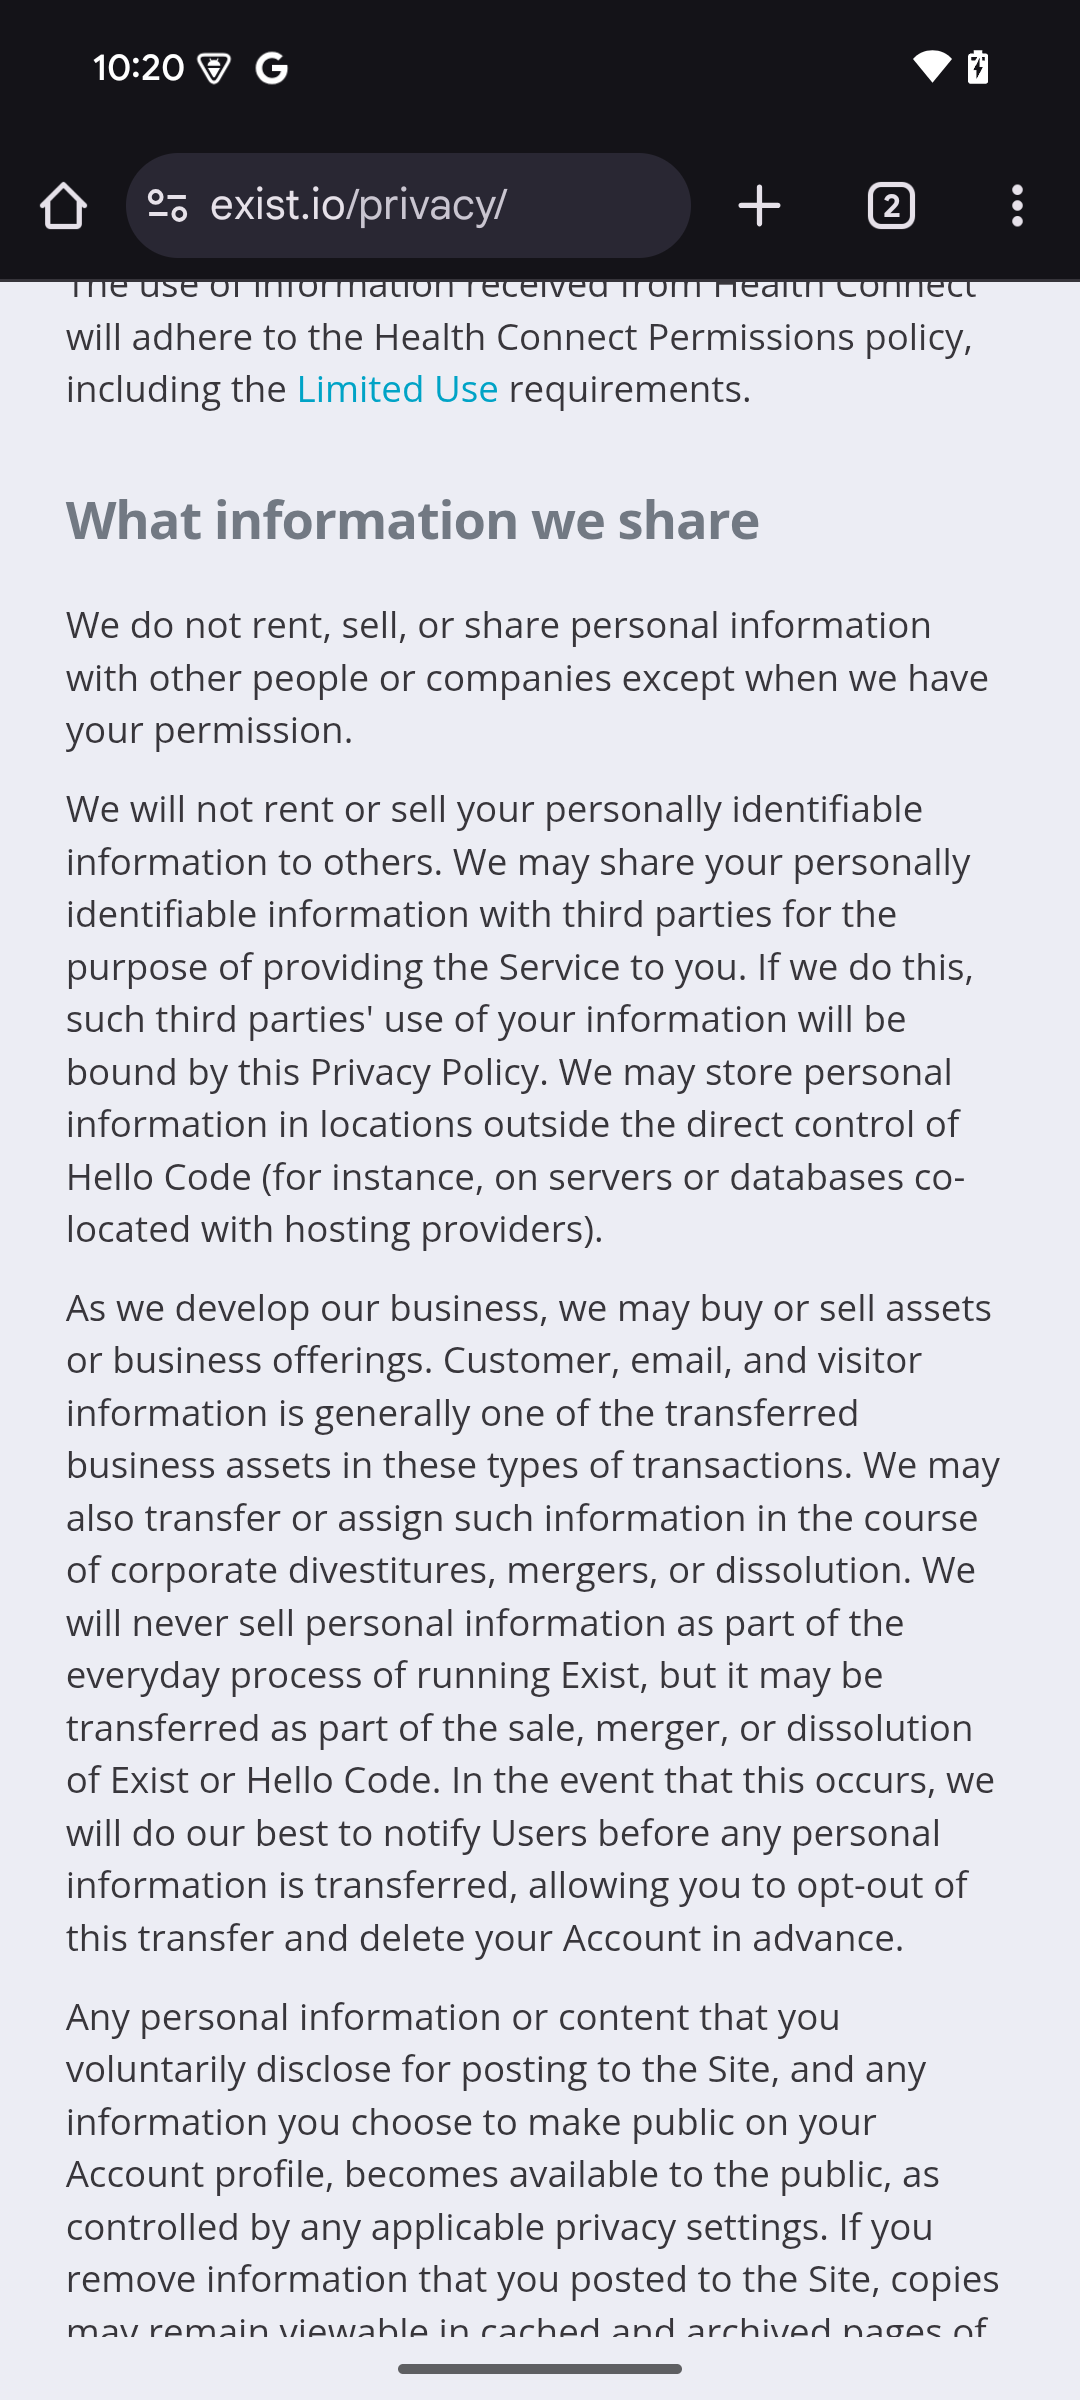 10:20
exist.io/privacy/
2
The use of information received from Health Connect
will adhere to the Health Connect Permissions policy,
including the Limited Use requirements.
What information we share
We do not rent, sell, or share personal information
with other people or companies except when we have
your permission.
We will not rent or sell your personally identifiable
information to others. We may share your personally
identifiable information with third parties for the
purpose of providing the Service to you. If we do this,
such third parties' use of your information will be
bound by this Privacy Policy. We may store personal
information in locations outside the direct control of
Hello Code (for instance, on servers or databases co-
located with hosting providers).
As we develop our business, we may buy or sell assets
or business offerings. Customer, email, and visitor
information is generally one of the transferred
business assets in these types of transactions. We may
also transfer or assign such information in the course
of corporate divestitures, mergers, or dissolution. We
will never sell personal information as part of the
everyday process of running Exist, but it may be
transferred as part of the sale, merger, or dissolution
of Exist or Hello Code. In the event that this occurs, we
will do our best to notify Users before any personal
information is transferred, allowing you to opt-out of
this transfer and delete your Account in advance.
Any personal information or content that you
voluntarily disclose for posting to the Site, and any
information you choose to make public on your
Account profile, becomes available to the public, as
controlled by any applicable privacy settings. If you
remove information that you posted to the Site, copies
may remain viewable in cached and archived pages of